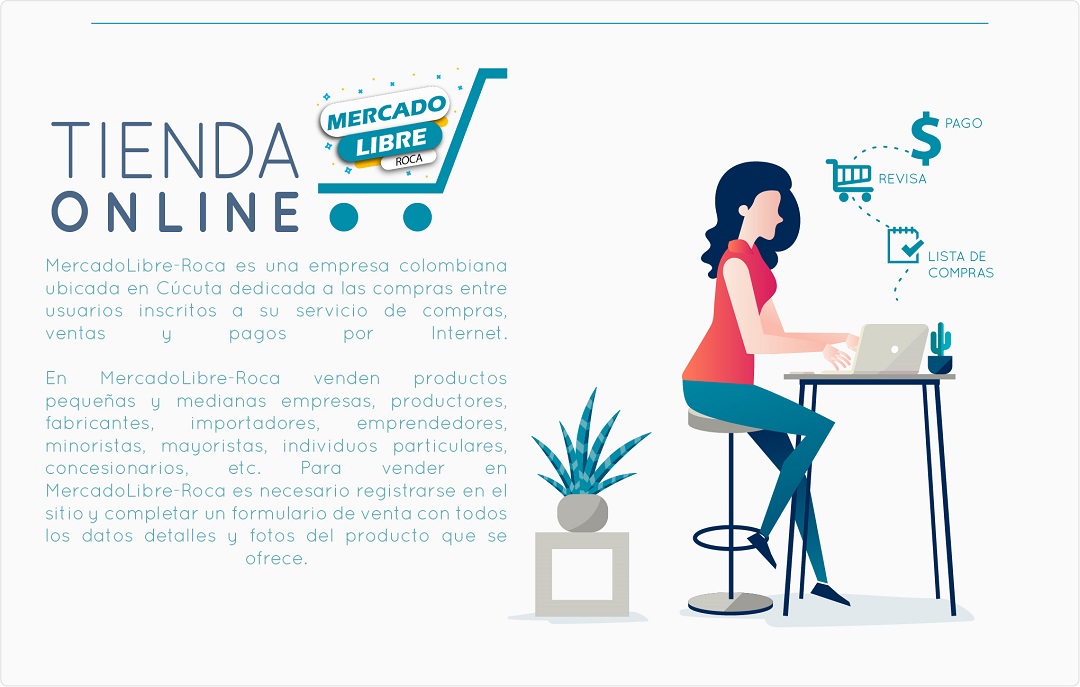 TIENDA
ONLINE
MERCADO
LIBRE
ROCA
MercadoLibre-Roca es una empresa colombiana
ubicada en Cúcuta dedicada a las compras entre
usuarios inscritos a su servicio de compras,
ventas y pagos por Internet.
En MercadoLibre-Roca venden productos
pequeñas y medianas empresas, productores,
fabricantes, importadores, emprendedores,
minoristas, mayoristas, individuos particulares,
concesionarios, etc. Para vender en
MercadoLibre-Roca es necesario registrarse en el
sitio y completar un formulario de venta con todos
los datos detalles y fotos del producto que se
ofrece.
$ PAGO
REVISA
LISTA DE
COMPRAS